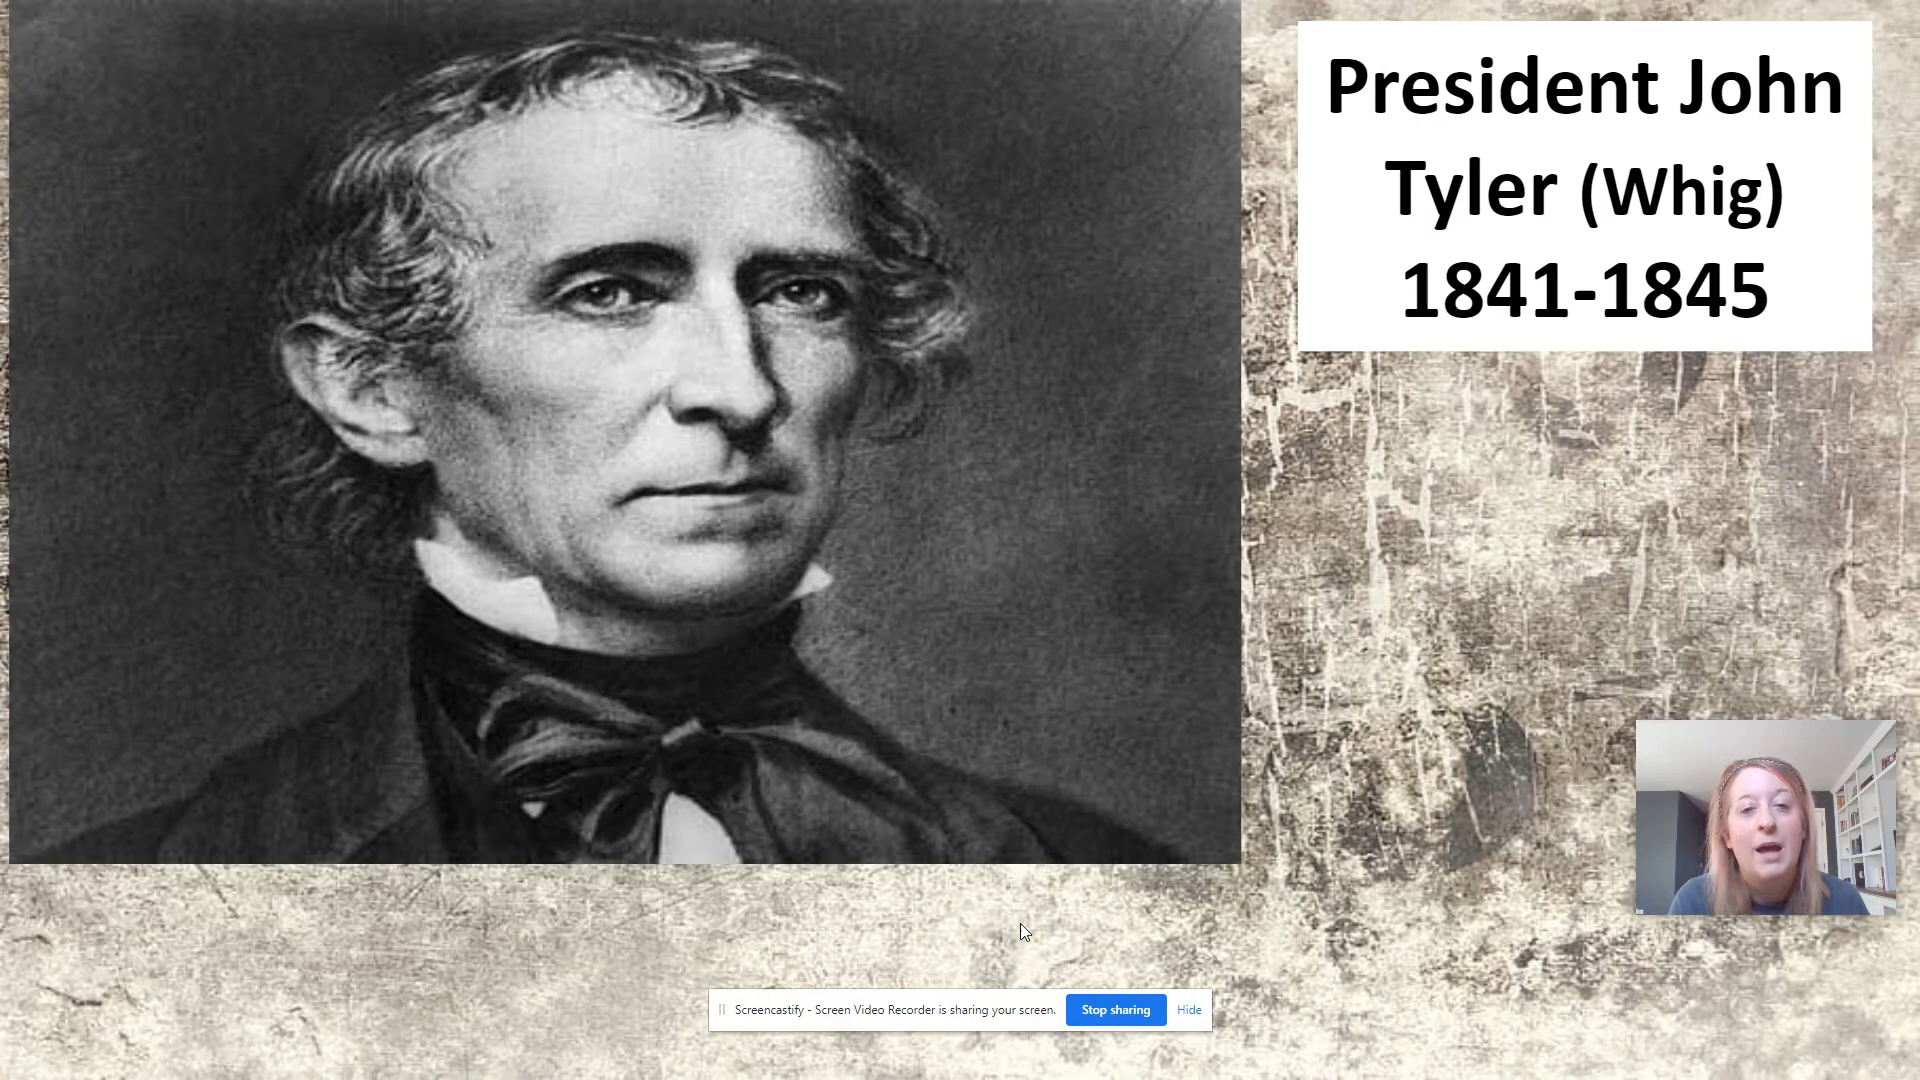 President John
Tyler (Whig)
1841-1845
Screencastify - Screen Video Recorder is sharing your screen. Stop sharing Hide